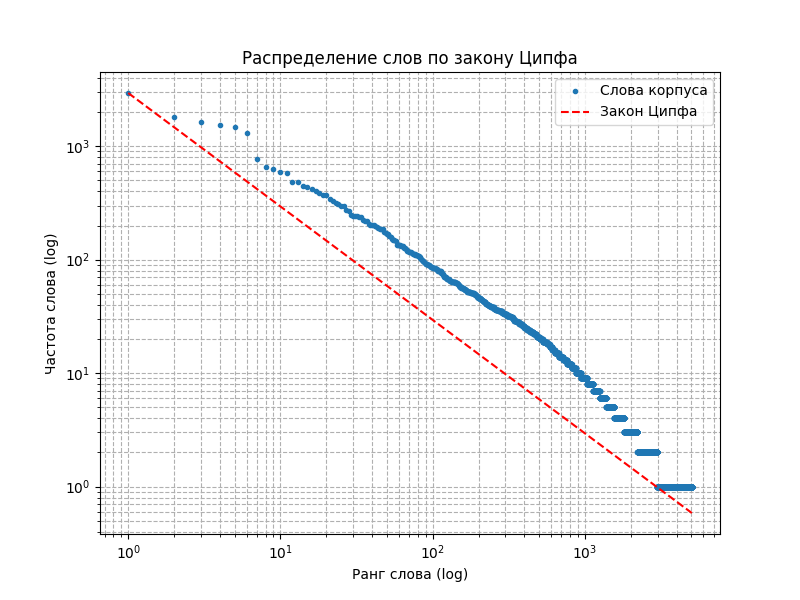 Распределение слов по закону Ципфа
Слова корпуса
Закон Ципфа
Частота слова (log)
10³
10²
10¹
10⁰
10⁰
10¹
10²
10³
Ранг слова (log)